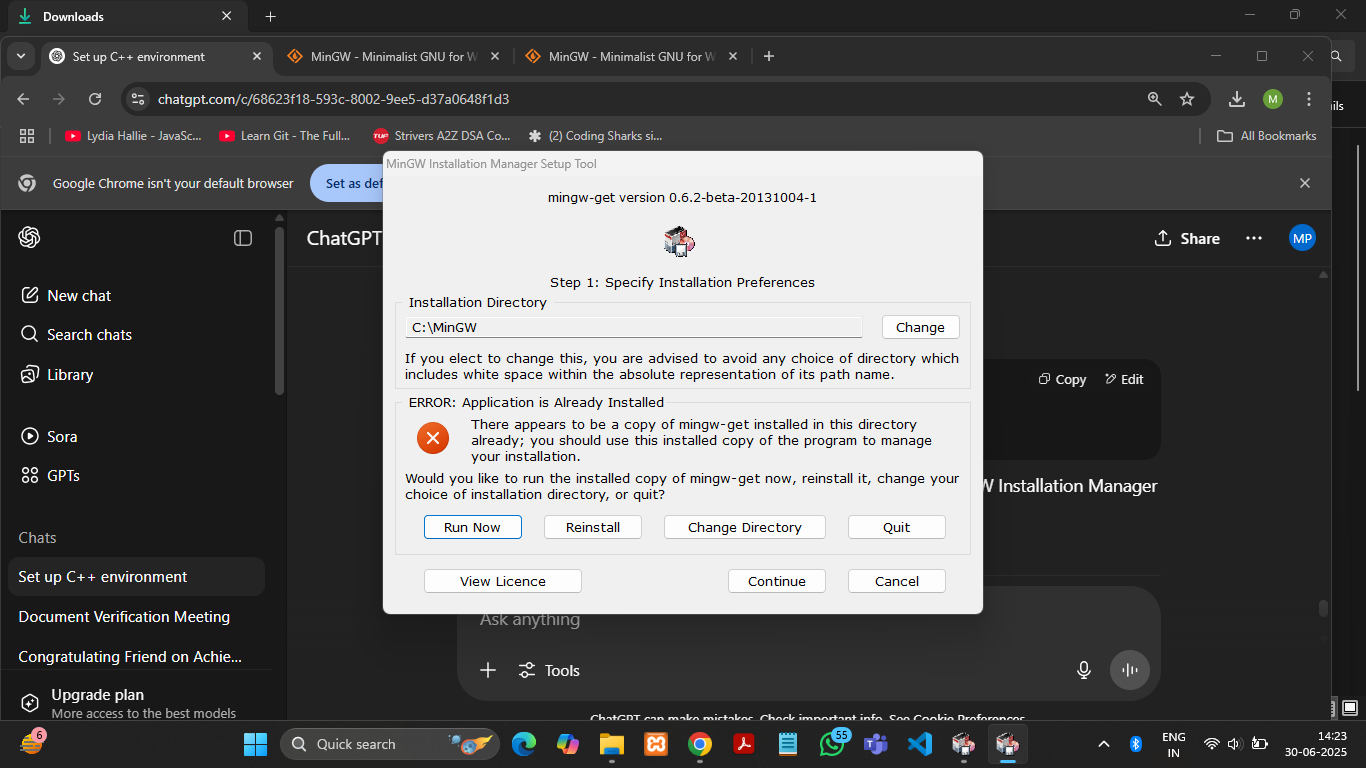 Downloads
Set up C++ environment
MinGW - Minimalist GNU for W
MinGW - Minimalist GNU for W
chatgpt.com/c/68623f18-593c-8002-9ee5-d37a0648f1d3
M
ils
Lydia Hallie - JavaSc...
Learn Git - The Full...
TUF
Strivers A2Z DSA Co...
(2) Coding Sharks si...
All Bookmarks
Google Chrome isn't your default browser
Set as def
ChatGPT
Share
MP
New chat
Search chats
Library
Sora
GPTs
Chats
Set up C++ environment
Document Verification Meeting
Congratulating Friend on Achie...
Upgrade plan
More access to the best models
MinGW Installation Manager Setup Tool
mingw-get version 0.6.2-beta-20131004-1
Step 1: Specify Installation Preferences
Installation Directory
C:\MinGW
Change
If you elect to change this, you are advised to avoid any choice of directory which
includes white space within the absolute representation of its path name.
ERROR: Application is Already Installed
There appears to be a copy of mingw-get installed in this directory
already; you should use this installed copy of the program to manage
your installation.
Would you like to run the installed copy of mingw-get now, reinstall it, change your
choice of installation directory, or quit?
Run Now
Reinstall
Change Directory
Quit
View Licence
Continue
Cancel
Copy
Edit
W Installation Manager
Ask anything
Tools
ChatGPT can make mistakes. Check important info. See Cookie Preferences.
6
Quick search
55
ENG
IN
14:23
30-06-2025